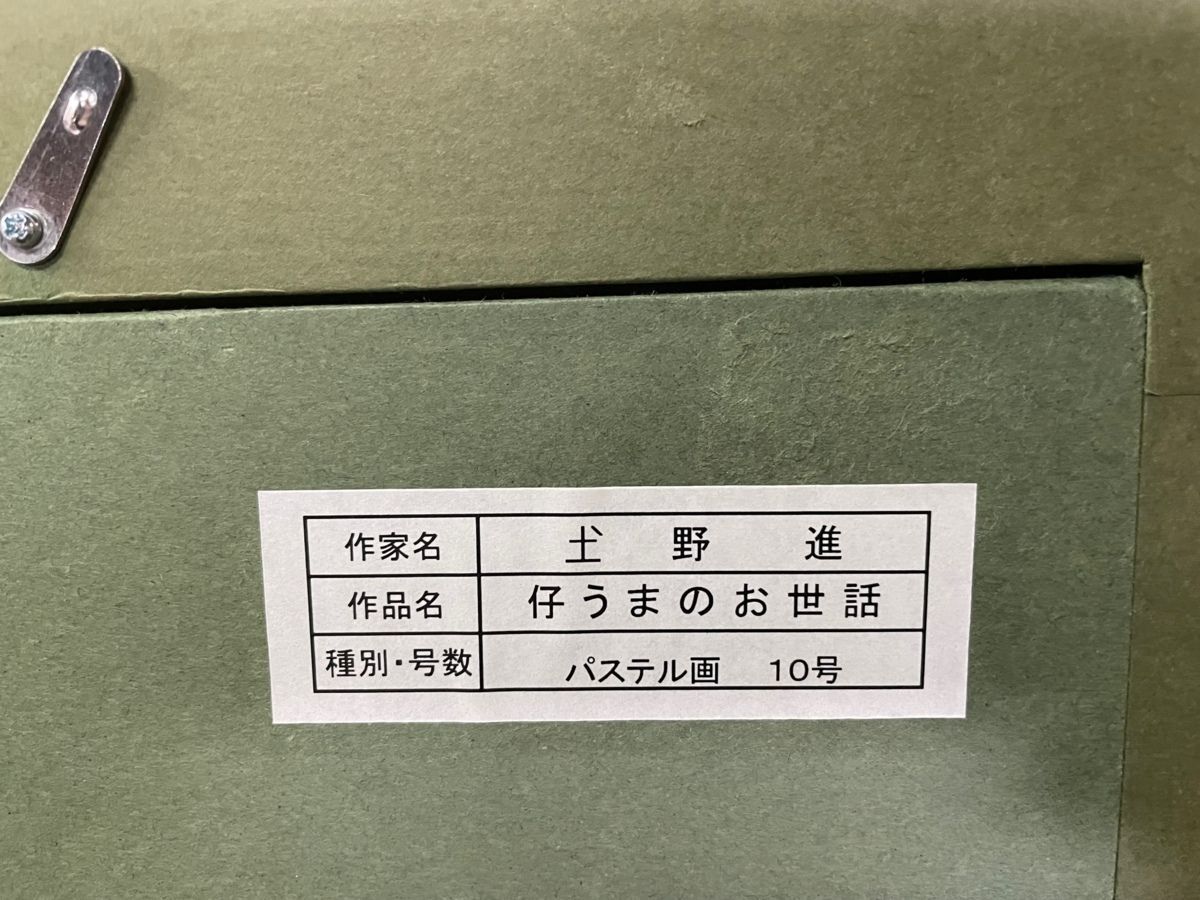 作家名 圡野 進
作品名 仔うまのお世話
種別・号数 パステル画 10号